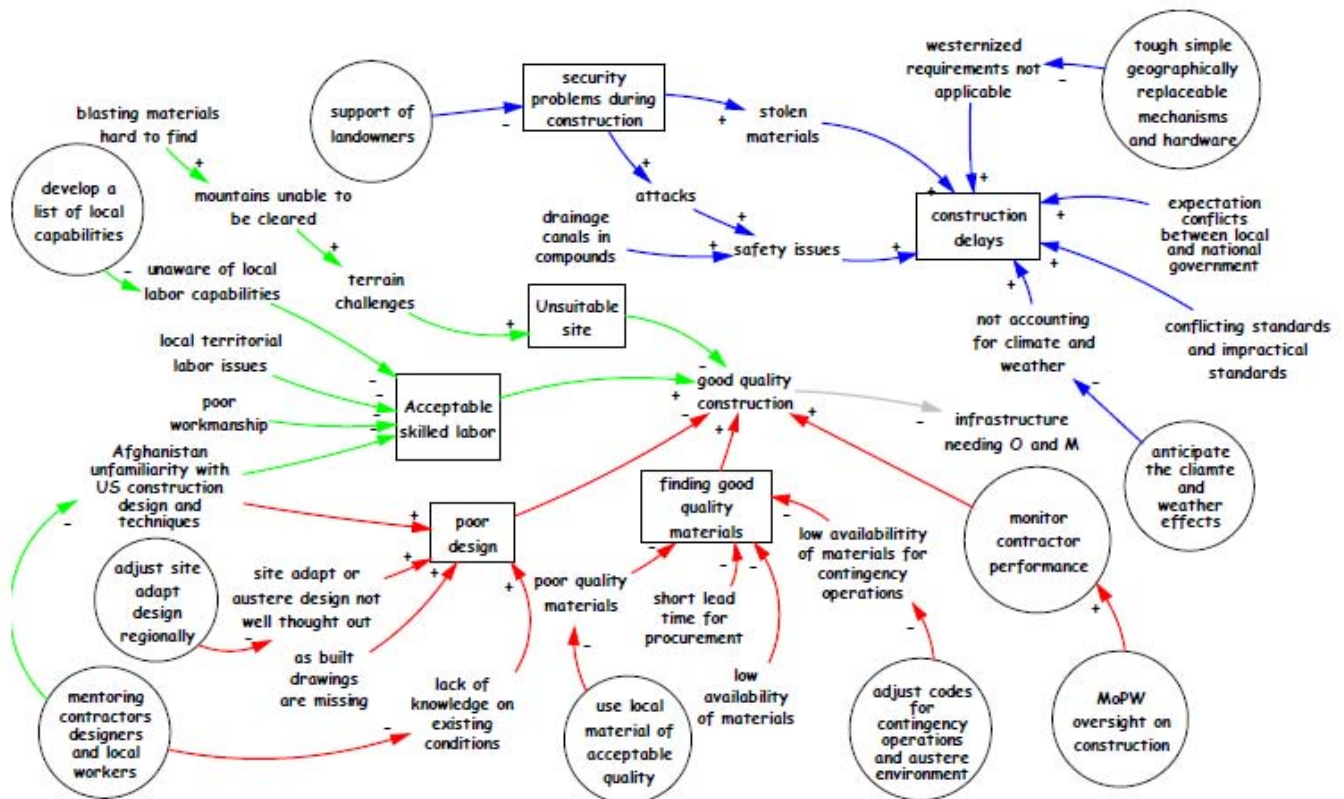 blasting materials
hard to find
+
develop a
list of local
capabilities
mountains unable to
be cleared
+
-
unaware of local
labor capabilities
terrain
challenges
+
Unsuitable
site
local territorial
labor issues
poor
workmanship
Afghanistan
unfamiliarity with
US construction
design and
techniques
-
-
-
-
-
Acceptable
skilled labor
support of
landowners
-
security
problems during
construction
+
stolen
materials
+
attacks
+
drainage
canals in
compounds
+
safety issues
+
westernized
requirements not
applicable
-
tough simple
geographically
replaceable
mechanisms
and hardware
+
+
construction
delays
+
+
+
expectation
conflicts
between local
and national
government
conflicting standards
and impractical
standards
not accounting
for climate and
weather
-
anticipate
the cliamte
and
weather
effects
-
good quality
construction
+
-
+
+
-
infrastructure
needing O and M
+
poor
design
+
+
+
adjust site
adapt
design
regionally
-
site adapt or
austere design not
well thought out
as built
drawings
are missing
lack of
knowledge on
existing
conditions
-
mentoring
contractors
designers
and local
workers
finding good
quality
materials
-
-
-
-
poor quality
materials
-
short lead
time for
procurement
low
availability
of materials
low availabitity
of materials for
contingency
operations
-
use local
material of
acceptable
quality
adjust codes
for
contingency
operations
and austere
environment
monitor
contractor
performance
+
MoPW
oversight on
construction